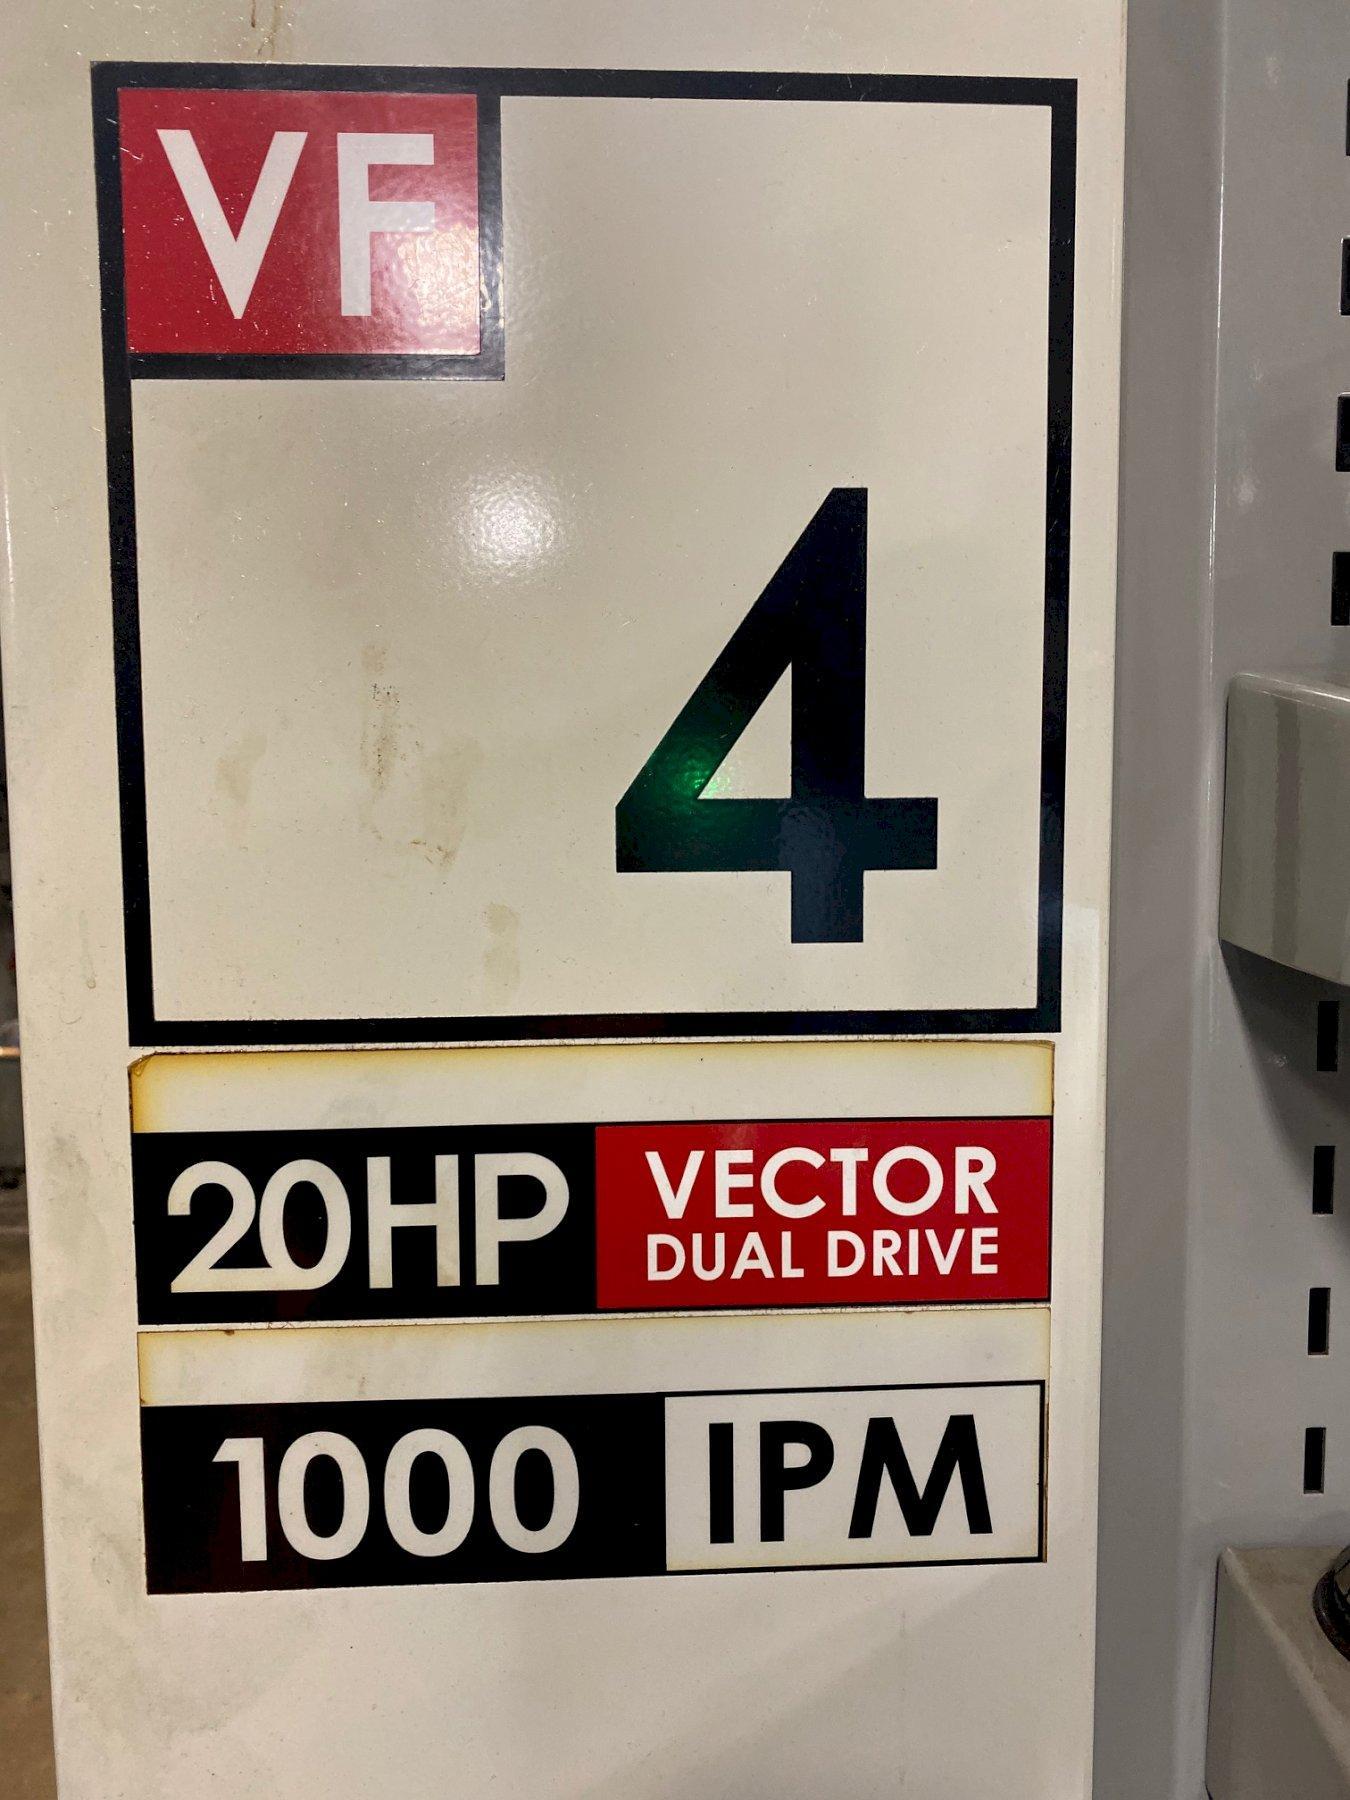 VF
4
20HP VECTOR
DUAL DRIVE
1000 IPM